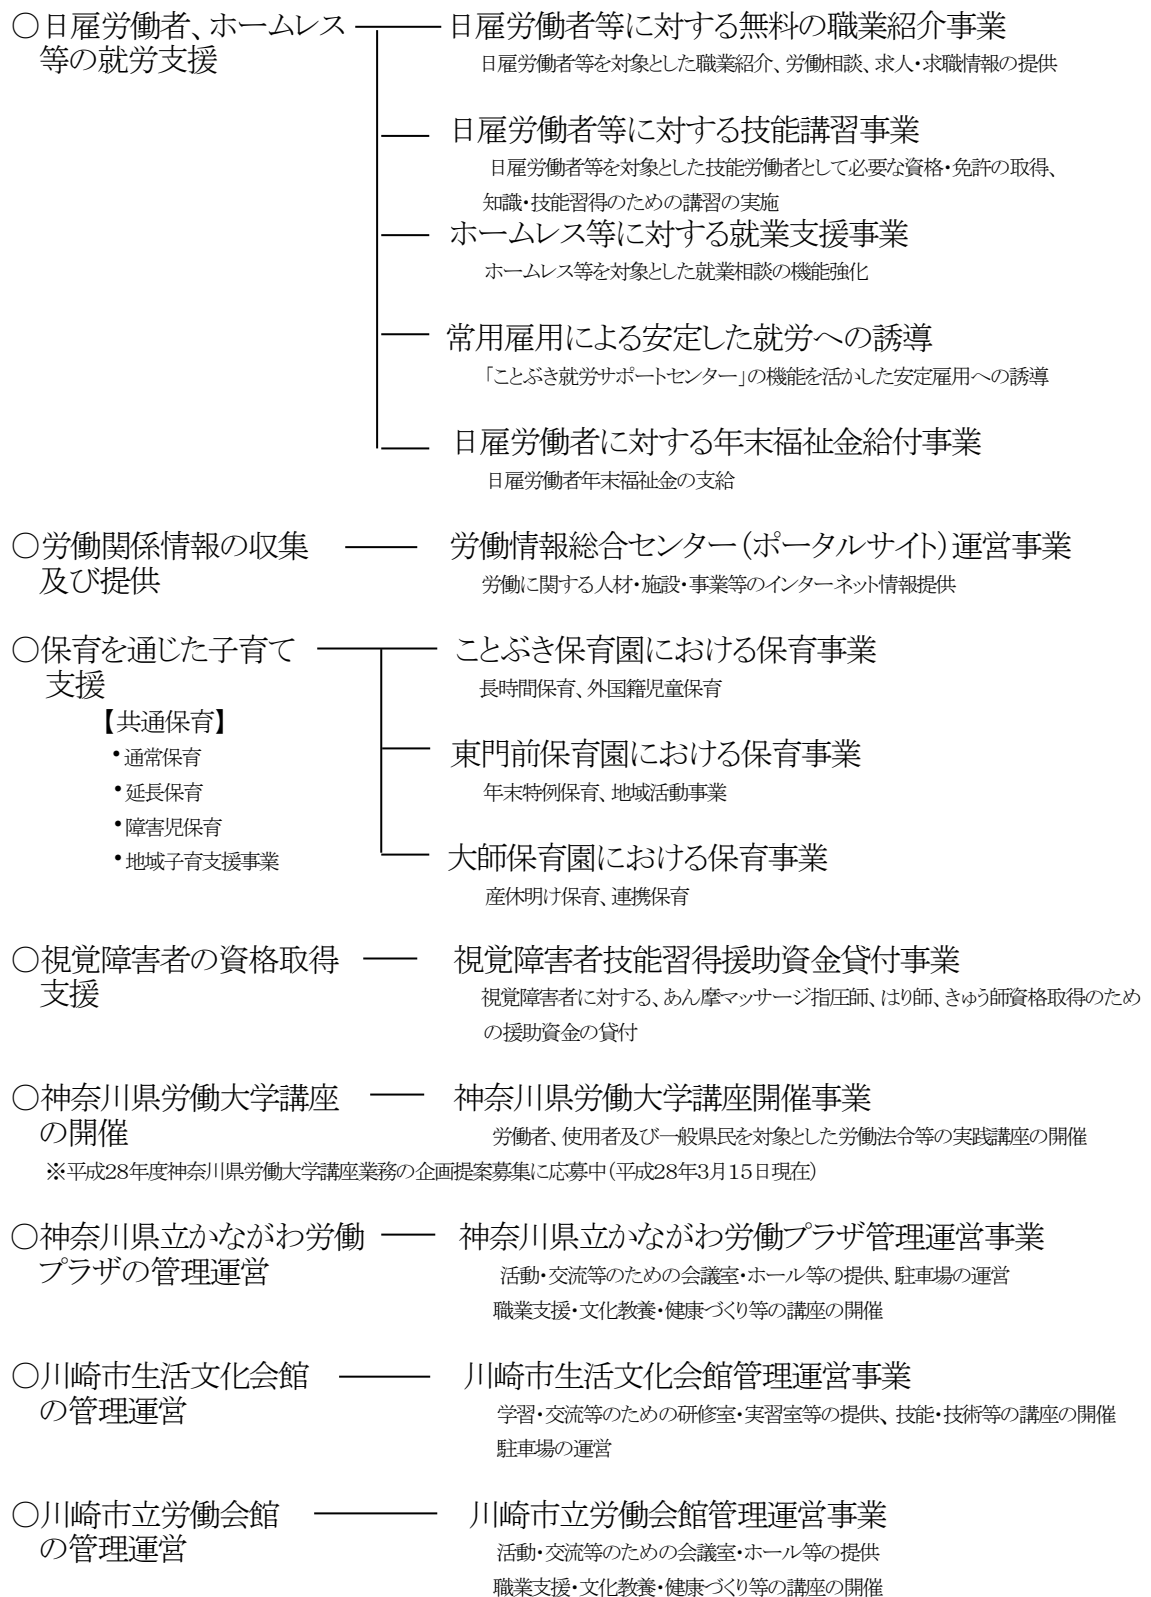 〇日雇労働者、ホームレス
等の就労支援
日雇労働者等に対する無料の職業紹介事業
日雇労働者等を対象とした職業紹介、労働相談、求人・求職情報の提供
日雇労働者等に対する技能講習事業
日雇労働者等を対象とした技能労働者として必要な資格・免許の取得、
知識・技能習得のための講習の実施
ホームレス等に対する就業支援事業
ホームレス等を対象とした就業相談の機能強化
常用雇用による安定した就労への誘導
「ことぶき就労サポートセンター」の機能を活かした安定雇用への誘導
日雇労働者に対する年末福祉金給付事業
日雇労働者年末福祉金の支給
〇労働関係情報の収集
及び提供
労働情報総合センター(ポータルサイト)運営事業
労働に関する人材・施設・事業等のインターネット情報提供
〇保育を通じた子育て
支援
【共通保育】
・通常保育
・延長保育
・障害児保育
・地域子育支援事業
ことぶき保育園における保育事業
長時間保育、外国籍児童保育
東門前保育園における保育事業
年末特例保育、地域活動事業
大師保育園における保育事業
産休明け保育、連携保育
〇視覚障害者の資格取得
支援
視覚障害者技能習得援助資金貸付事業
視覚障害者に対する、あん摩マッサージ指圧師、はり師、きゅう師資格取得のため
の援助資金の貸付
〇神奈川県労働大学講座
の開催
神奈川県労働大学講座開催事業
労働者、使用者及び一般県民を対象とした労働法令等の実践講座の開催
※平成28年度神奈川県労働大学講座業務の企画提案募集に応募中(平成28年3月15日現在)
〇神奈川県立かながわ労働
プラザの管理運営
神奈川県立かながわ労働プラザ管理運営事業
活動・交流等のための会議室・ホール等の提供、駐車場の運営
職業支援・文化教養・健康づくり等の講座の開催
〇川崎市生活文化会館
の管理運営
川崎市生活文化会館管理運営事業
学習・交流等のための研修室・実習室等の提供、技能・技術等の講座の開催
駐車場の運営
〇川崎市立労働会館
の管理運営
川崎市立労働会館管理運営事業
活動・交流等のための会議室・ホール等の提供
職業支援・文化教養・健康づくり等の講座の開催